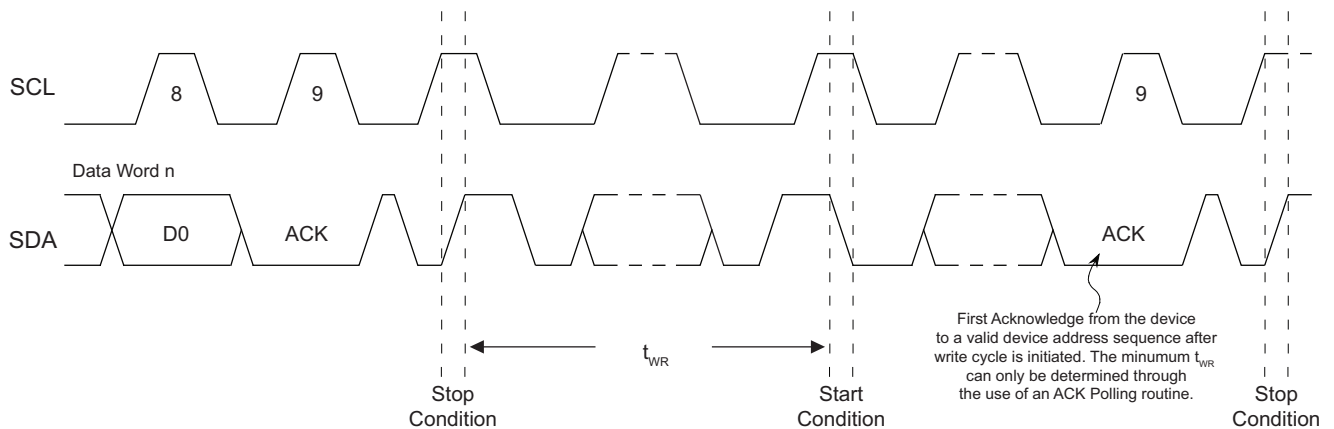 SCL
8
9
9
Data Word n
SDA
D0
ACK
ACK
First Acknowledge from the device
to a valid device address sequence after
write cycle is initiated. The minumum tWR
can only be determined through
the use of an ACK Polling routine.
tWR
Stop
Condition
Start
Condition
Stop
Condition